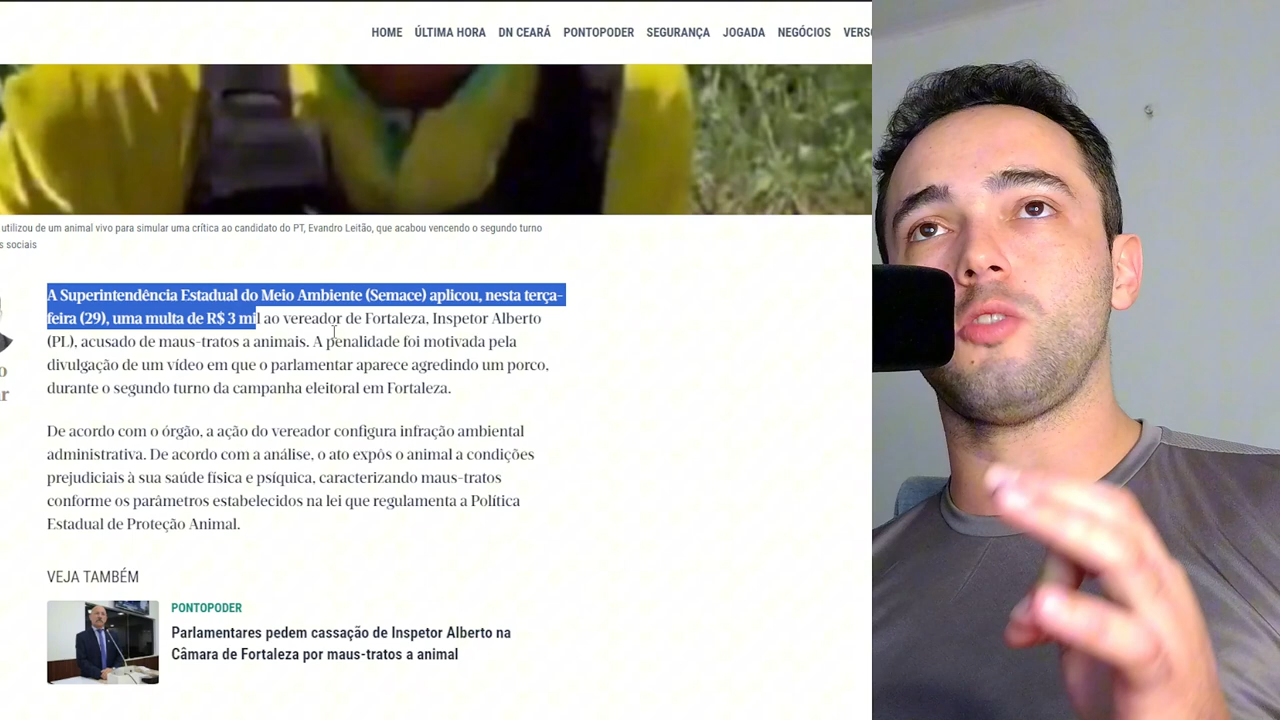 HOME ÚLTIMA HORA DN CEARÁ PONTOPODER SEGURANÇA JOGADA NEGÓCIOS
utilizou de um animal vivo para simular uma crítica ao candidato do PT, Evandro Leitão, que acabou vencendo o segundo turno
sociais
A Superintendência Estadual do Meio Ambiente (Semace) aplicou, nesta terça-
feira (29), uma multa de R$ 3 mil ao vereador de Fortaleza, Inspetor Alberto
(PL), acusado de maus-tratos a animais. A penalidade foi motivada pela
divulgação de um vídeo em que o parlamentar aparece agredindo um porco,
durante o segundo turno da campanha eleitoral em Fortaleza.
De acordo com o órgão, a ação do vereador configura infração ambiental
administrativa. De acordo com a análise, o ato expôs o animal a condições
prejudiciais à sua saúde física e psíquica, caracterizando maus-tratos
conforme os parâmetros estabelecidos na lei que regulamenta a Política
Estadual de Proteção Animal.
VEJA TAMBÉM
PONTOPODER
Parlamentares pedem cassação de Inspetor Alberto na
Câmara de Fortaleza por maus-tratos a animal